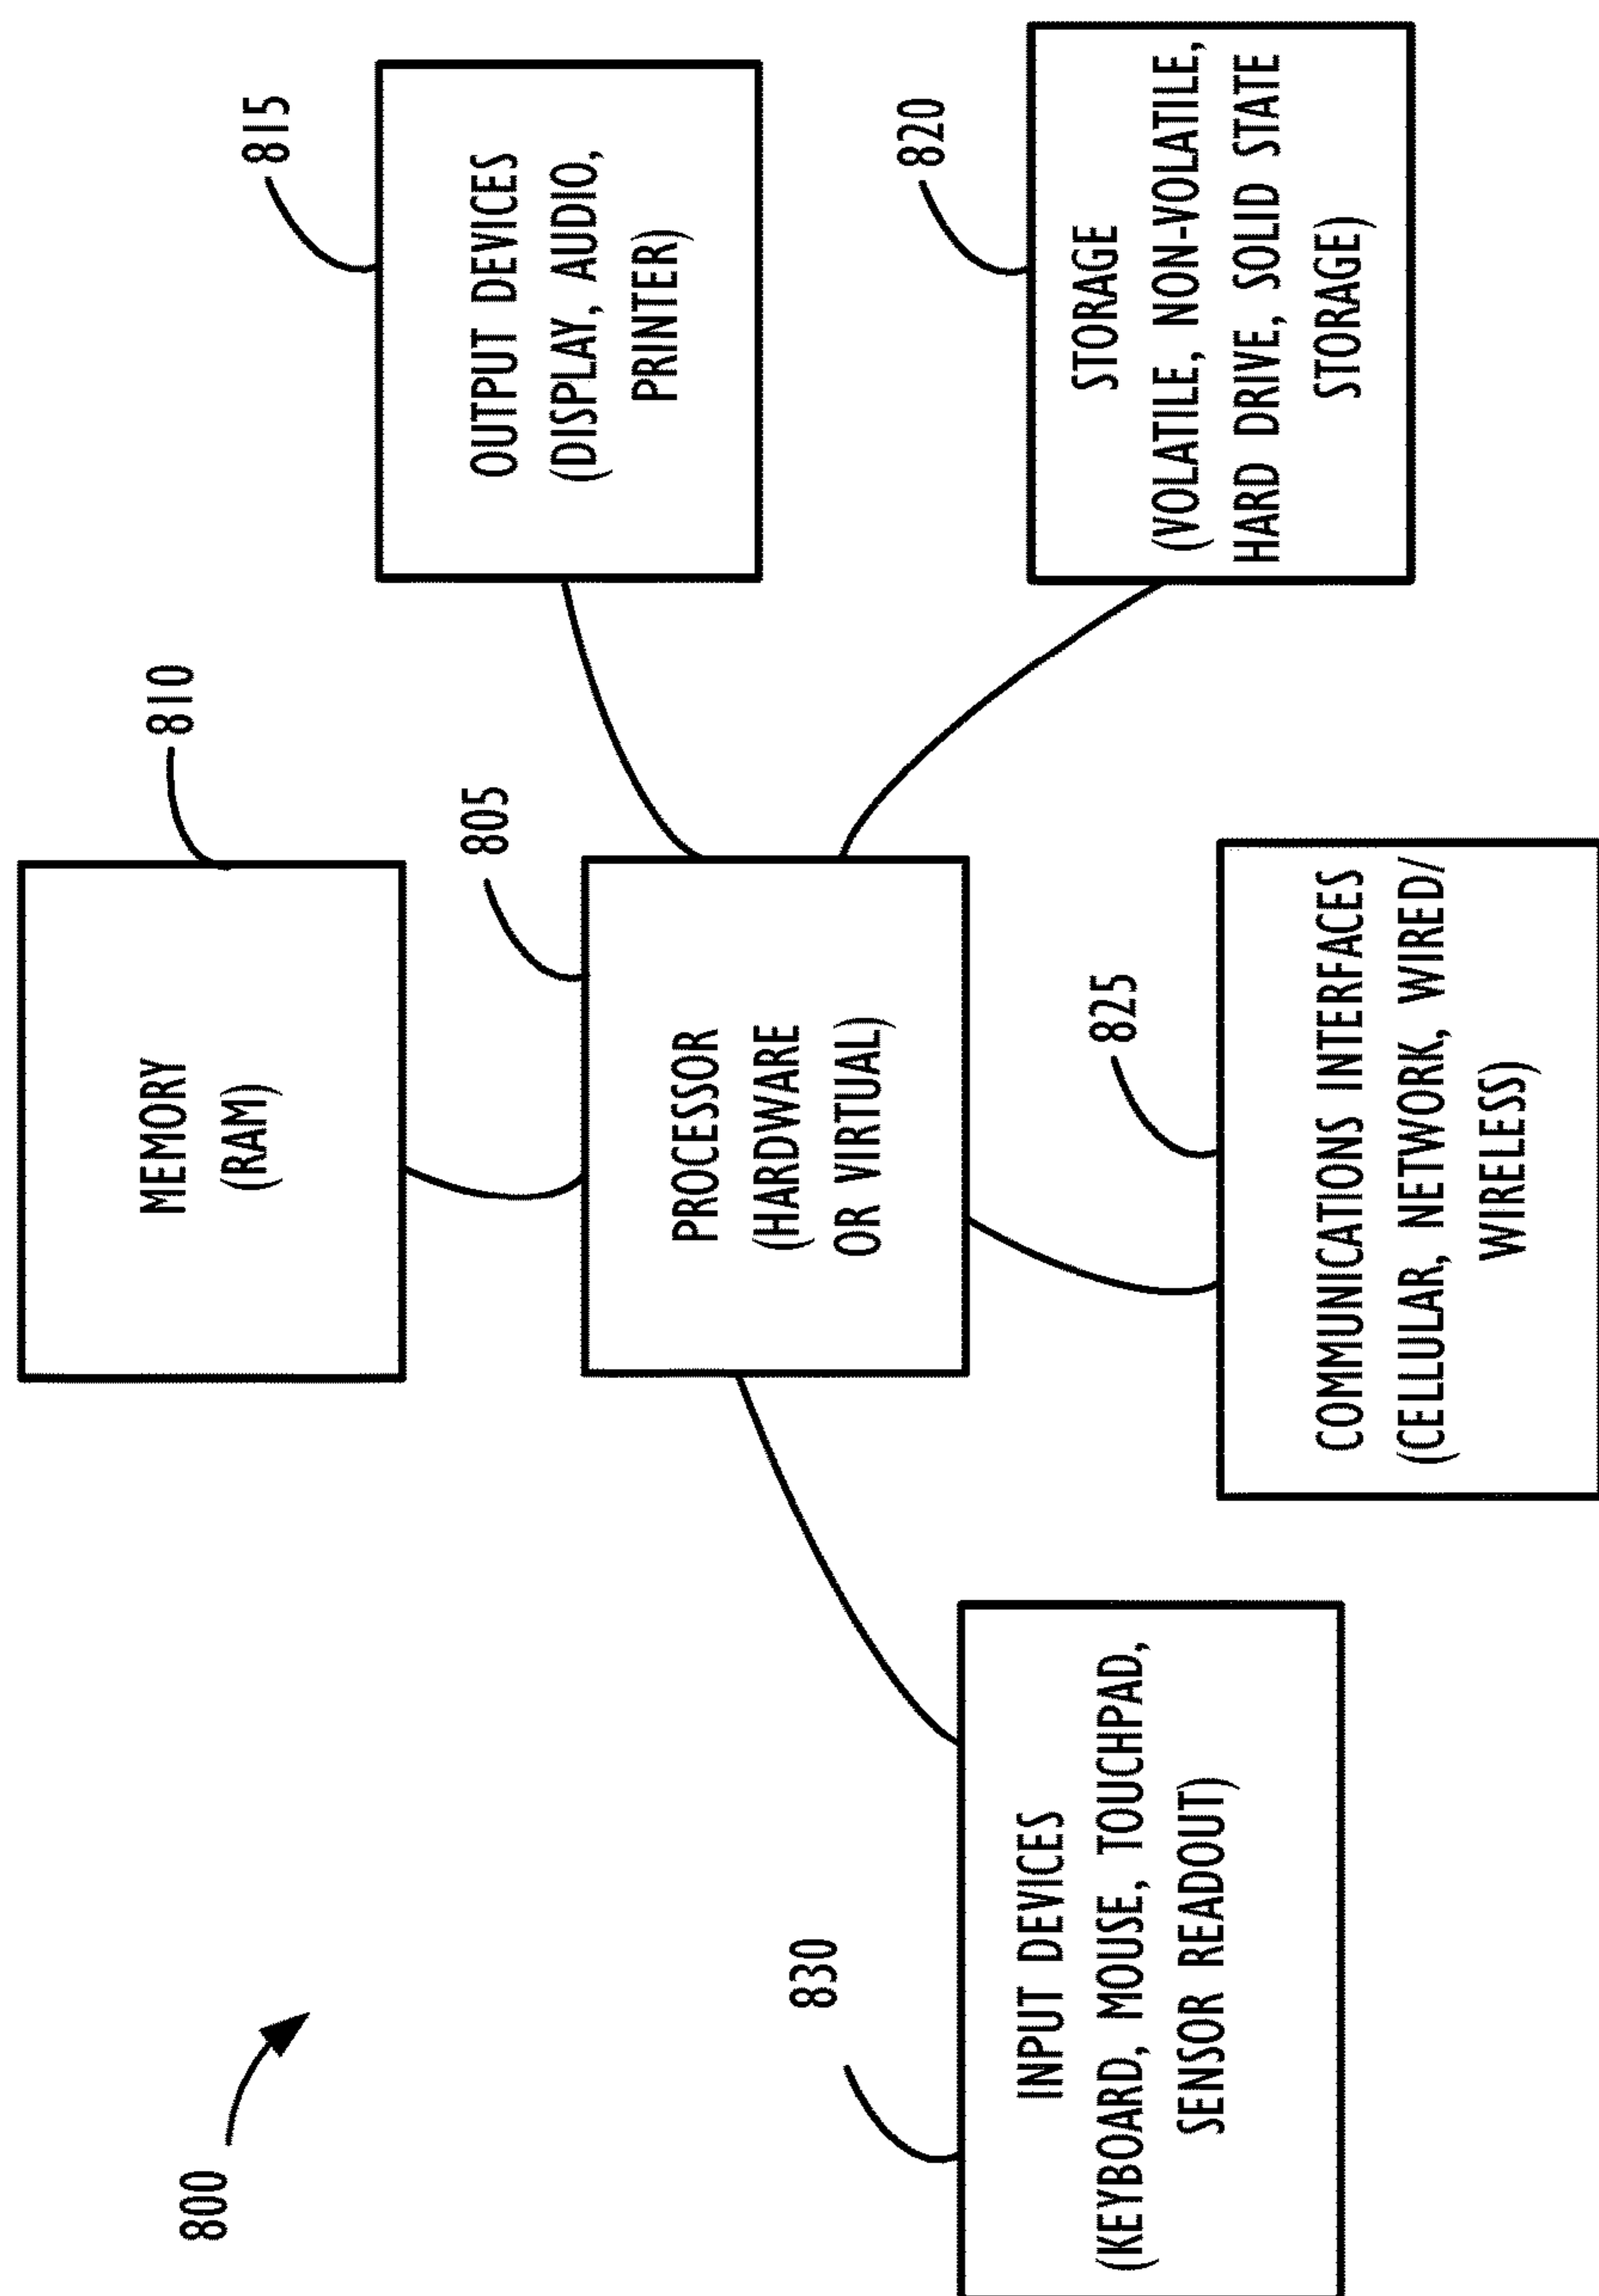 800
MEMORY
(RAM)
810
OUTPUT DEVICES
(DISPLAY, AUDIO,
PRINTER)
815
PROCESSOR
(HARDWARE
OR VIRTUAL)
805
STORAGE
(VOLATILE, NON-VOLATILE,
HARD DRIVE, SOLID STATE
STORAGE)
820
INPUT DEVICES
(KEYBOARD, MOUSE, TOUCHPAD,
SENSOR READOUT)
830
COMMUNICATIONS INTERFACES
(CELLULAR, NETWORK, WIRED/
WIRELESS)
825